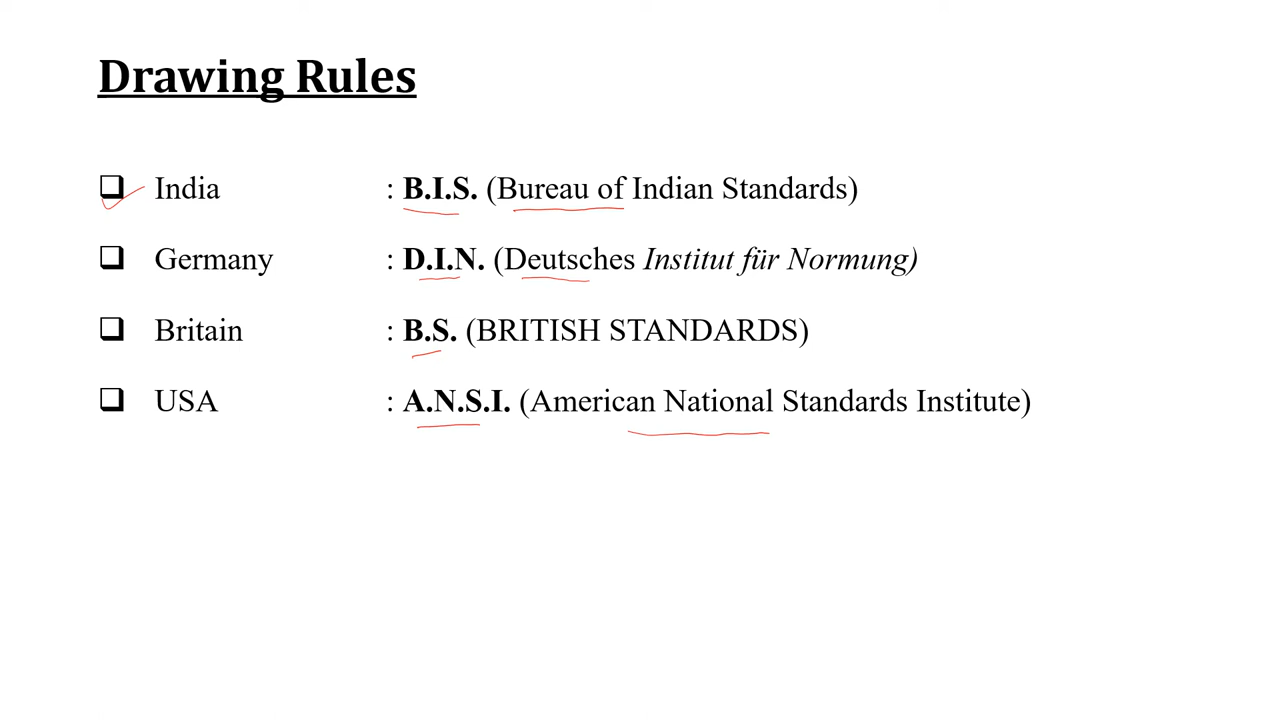 Drawing Rules
India : B.I.S. (Bureau of Indian Standards)
Germany : D.I.N. (Deutsches Institut für Normung)
Britain : B.S. (BRITISH STANDARDS)
USA : A.N.S.I. (American National Standards Institute)